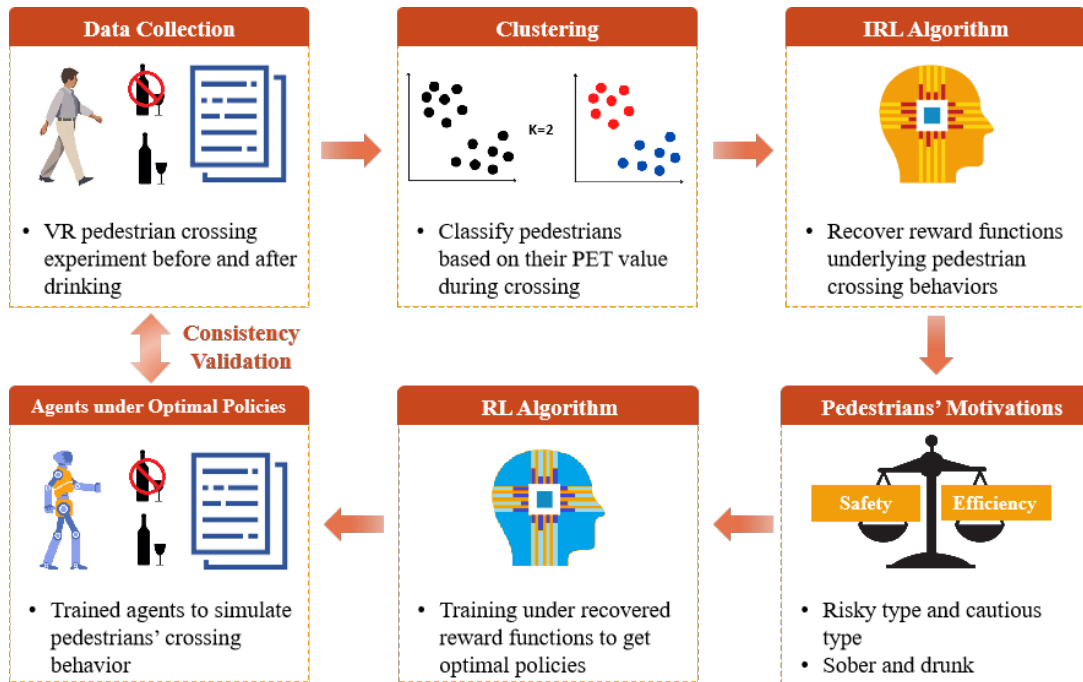 Data Collection
• VR pedestrian crossing
experiment before and after
drinking
Clustering
K=2
• Classify pedestrians
based on their PET value
during crossing
IRL Algorithm
• Recover reward functions
underlying pedestrian
crossing behaviors
Consistency
Validation
Agents under Optimal Policies
• Trained agents to simulate
pedestrians’ crossing
behavior
RL Algorithm
• Training under recovered
reward functions to get
optimal policies
Pedestrians’ Motivations
Safety
Efficiency
• Risky type and cautious
type
• Sober and drunk